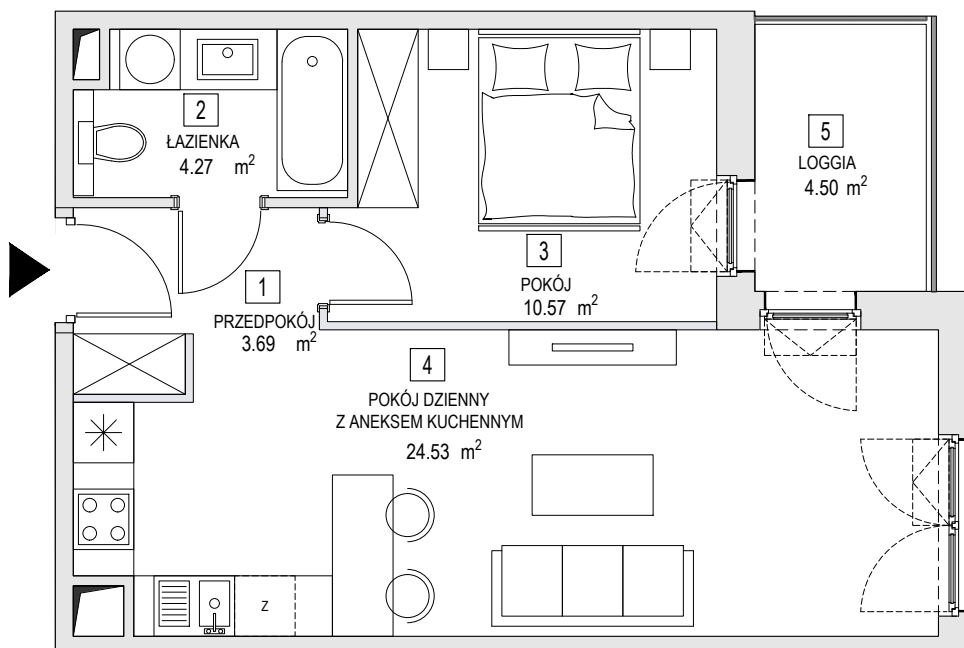 2
ŁAZIENKA
4.27 m²
5
LOGGIA
4.50 m²
3
POKÓJ
10.57 m²
1
PRZEDPOKÓJ
3.69 m²
4
POKÓJ DZIENNY
Z ANEKSEM KUCHENNYM
24.53 m²
Z